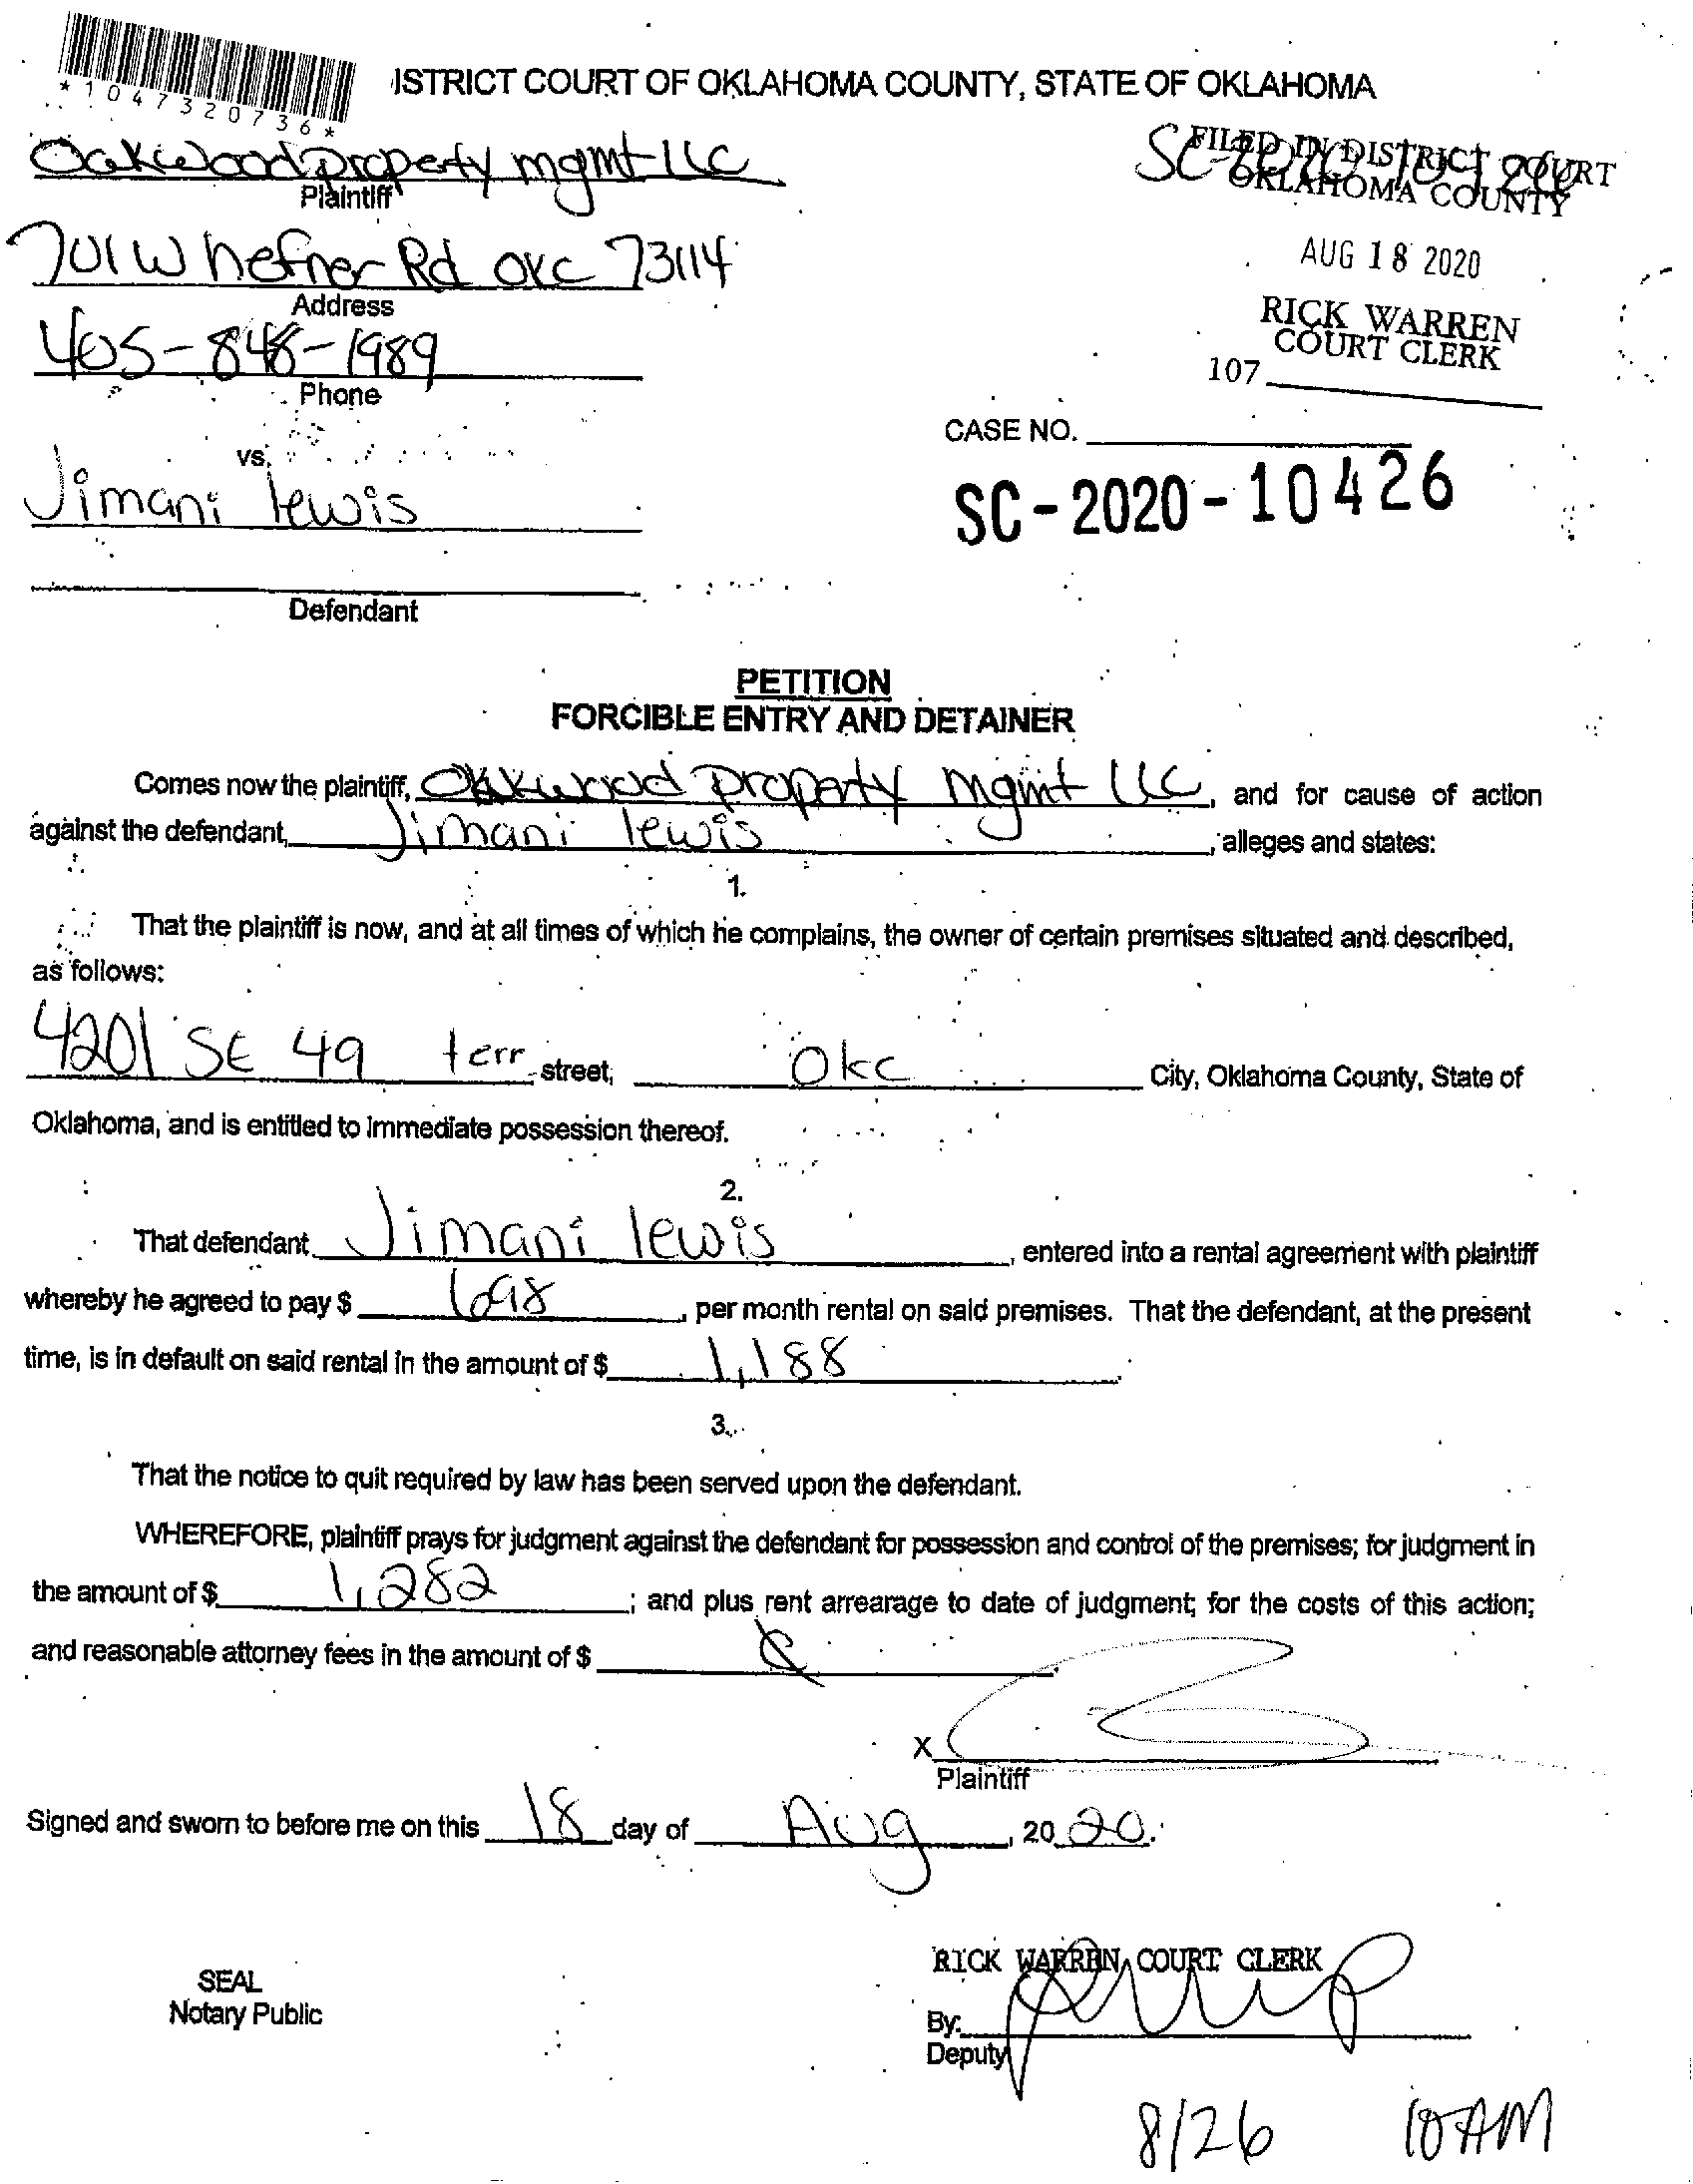 *1047320736*
ISTRICT COURT OF OKLAHOMA COUNTY, STATE OF OKLAHOMA
Oakwood property mgmt llc
Plaintiff
FILED IN DISTRICT COURT
OKLAHOMA COUNTY
701 W hefner Rd okc 73114
Address
AUG 18 2020
405-848-1989
Phone
RICK WARREN
COURT CLERK
107
CASE NO.
vs.
Jimani lewis
SC-2020-10426
Defendant
PETITION
FORCIBLE ENTRY AND DETAINER
Comes now the plaintiff, Oakwood property mgmt llc, and for cause of action
against the defendant, Jimani lewis, alleges and states:
1.
That the plaintiff is now, and at all times of which he complains, the owner of certain premises situated and described,
as follows:
4201 SE 49 terr street; Okc City, Oklahoma County, State of
Oklahoma, and is entitled to immediate possession thereof.
2.
That defendant Jimani lewis, entered into a rental agreement with plaintiff
whereby he agreed to pay $ 698, per month rental on said premises. That the defendant, at the present
time, is in default on said rental in the amount of $ 1,188.
3.
That the notice to quit required by law has been served upon the defendant.
WHEREFORE, plaintiff prays for judgment against the defendant for possession and control of the premises; for judgment in
the amount of $ 1,282; and plus rent arrearage to date of judgment; for the costs of this action;
and reasonable attorney fees in the amount of $
X
Plaintiff
Signed and sworn to before me on this 18 day of Aug, 20 20.
RICK WARREN, COURT CLERK
SEAL
Notary Public
By:
Deputy
8/26 10 AM